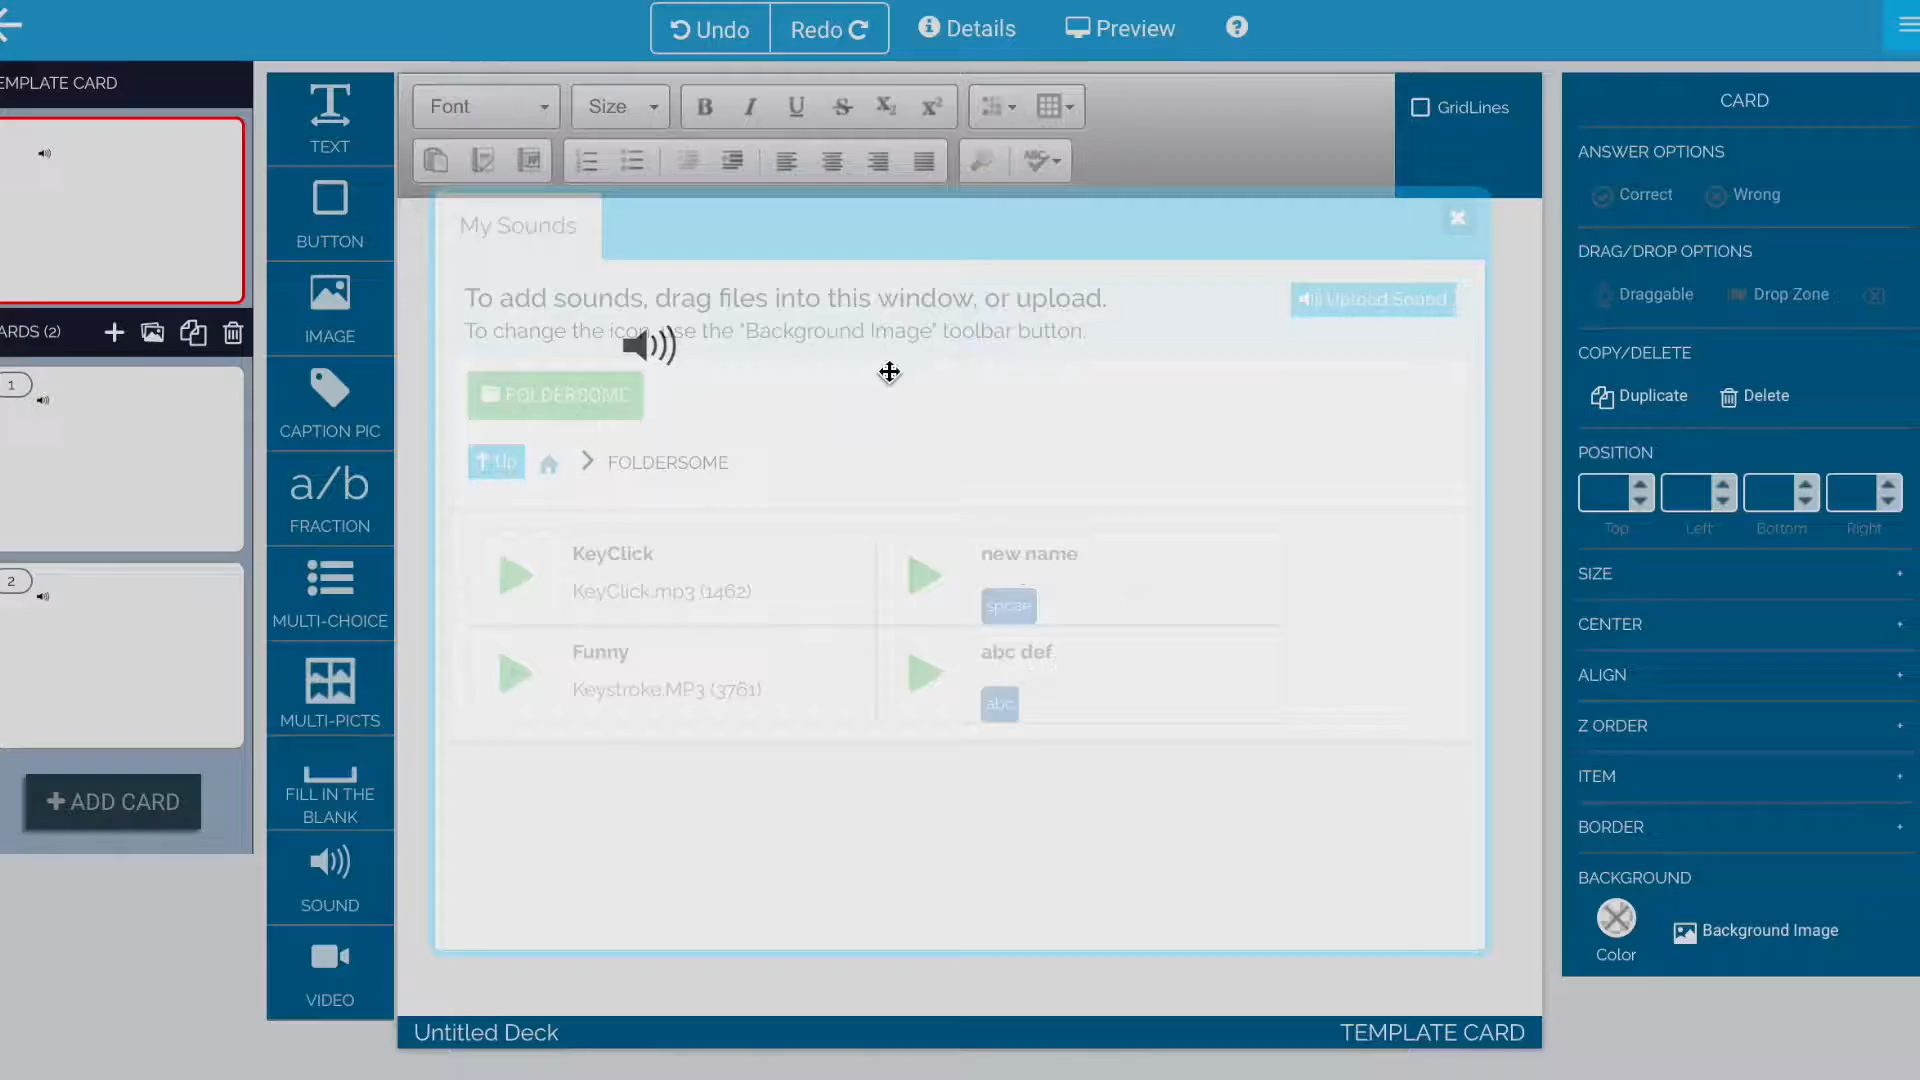 Undo
Redo
Details
Preview
EMPLATE CARD
ARDS (2)
1
2
ADD CARD
TEXT
BUTTON
IMAGE
CAPTION PIC
a/b
FRACTION
MULTI-CHOICE
MULTI-PICTS
FILL IN THE
BLANK
SOUND
VIDEO
Font
Size
B I U S X₂ X²
ABC
GridLines
My Sounds
To add sounds, drag files into this window, or upload.
Upload Sound
To change the icon, use the "Background Image" toolbar button.
FOLDERSOME
Up
FOLDERSOME
KeyClick
KeyClick.mp3 (1462)
new name
spcae
Funny
Keystroke.MP3 (3761)
abc def
abc
Untitled Deck
TEMPLATE CARD
CARD
ANSWER OPTIONS
Correct
Wrong
DRAG/DROP OPTIONS
Draggable
Drop Zone
COPY/DELETE
Duplicate
Delete
POSITION
Top
Left
Bottom
Right
SIZE +
CENTER +
ALIGN +
Z ORDER +
ITEM +
BORDER +
BACKGROUND
Color
Background Image